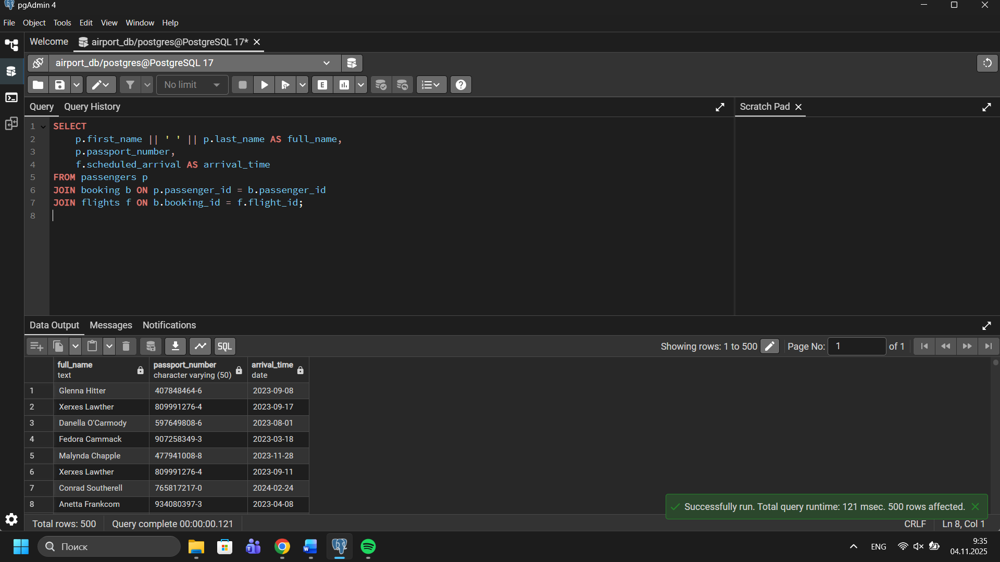 pgAdmin 4
File Object Tools Edit View Window Help
Welcome airport_db/postgres@PostgreSQL 17*
airport_db/postgres@PostgreSQL 17
No limit
E
Query Query History
Scratch Pad
1 SELECT
2 p.first_name || ' ' || p.last_name AS full_name,
3 p.passport_number,
4 f.scheduled_arrival AS arrival_time
5 FROM passengers p
6 JOIN booking b ON p.passenger_id = b.passenger_id
7 JOIN flights f ON b.booking_id = f.flight_id;
8
Data Output Messages Notifications
SQL Showing rows: 1 to 500 Page No: 1 of 1
full_name passport_number arrival_time
text character varying (50) date
1 Glenna Hitter 407848464-6 2023-09-08
2 Xerxes Lawther 809991276-4 2023-09-17
3 Danella O'Carmody 597649808-6 2023-08-01
4 Fedora Cammack 907258349-3 2023-03-18
5 Malynda Chapple 477941008-8 2023-11-28
6 Xerxes Lawther 809991276-4 2023-09-11
7 Conrad Southerell 765817217-0 2024-02-24
8 Anetta Frankcom 934080397-3 2023-04-08
Successfully run. Total query runtime: 121 msec. 500 rows affected.
Total rows: 500 Query complete 00:00:00.121 CRLF Ln 8, Col 1
Поиск
ENG
9:35
04.11.2025